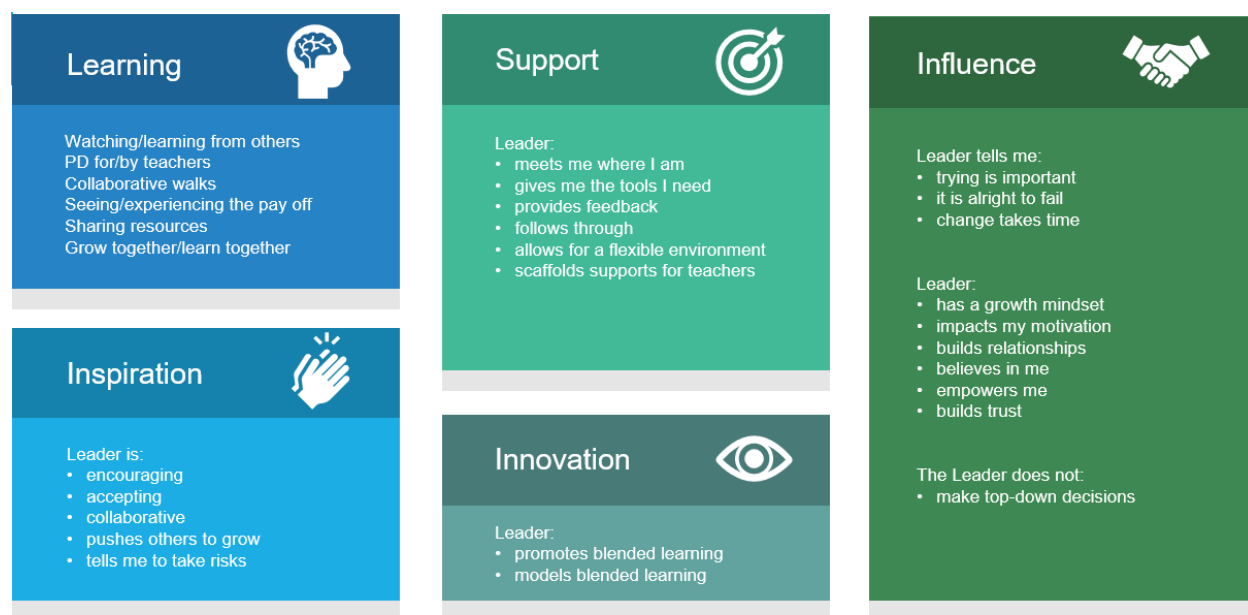 Learning
Watching/learning from others
PD for/by teachers
Collaborative walks
Seeing/experiencing the pay off
Sharing resources
Grow together/learn together
Inspiration
Leader is:
• encouraging
• accepting
• collaborative
• pushes others to grow
• tells me to take risks
Support
Leader:
• meets me where I am
• gives me the tools I need
• provides feedback
• follows through
• allows for a flexible environment
• scaffolds supports for teachers
Innovation
Leader:
• promotes blended learning
• models blended learning
Influence
Leader tells me:
• trying is important
• it is alright to fail
• change takes time
Leader:
• has a growth mindset
• impacts my motivation
• builds relationships
• believes in me
• empowers me
• builds trust
The Leader does not:
• make top-down decisions